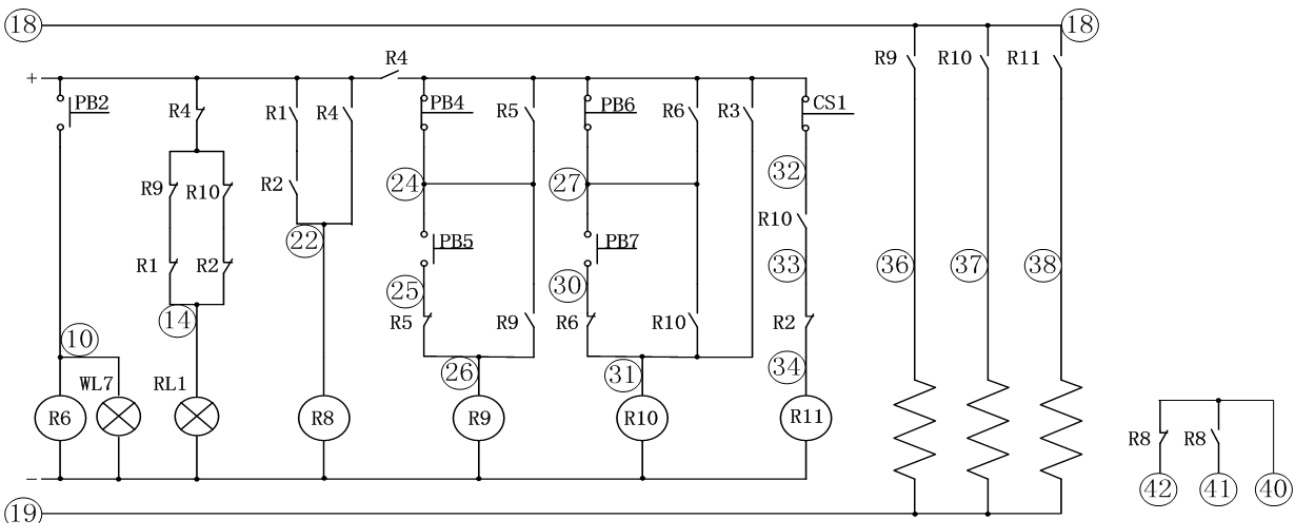 18 18
R4 R9 R10 R11
+
PB2 R4 R1 R4 PB4 R5 PB6 R6 R3 CS1
24 27 32
R9 R10 R2
R10
22
PB5 PB7
R1 R2 33 36 37 38
25 30
14
R5 R9 R6 R10 R2
10
26 31 34
WL7 RL1
R6 R8 R9 R10 R11
R8 R8
−
42 41 40
19